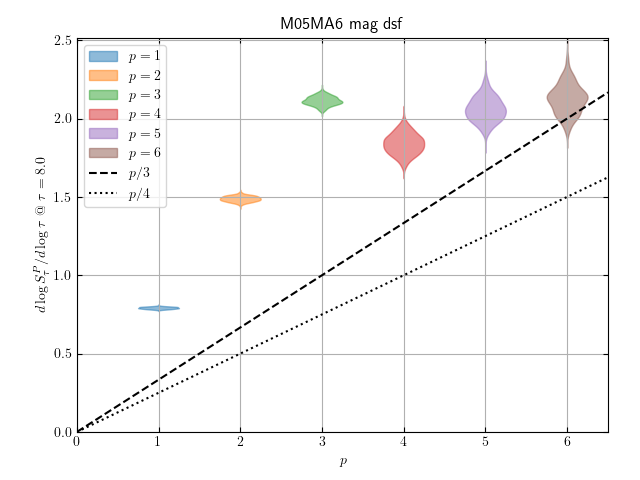 M05MA6 mag dsf
2.5
2.0
1.5
1.0
0.5
0.0
d log S_τ^P / d log τ @ τ = 8.0
p = 1
p = 2
p = 3
p = 4
p = 5
p = 6
p/3
p/4
0 1 2 3 4 5 6
p